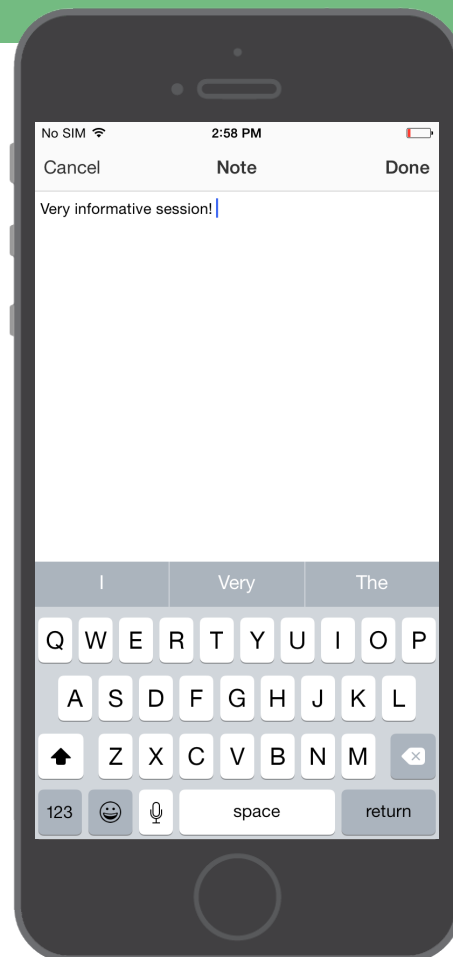 No SIM 2:58 PM
Cancel Note Done
Very informative session!
I Very The
Q W E R T Y U I O P
A S D F G H J K L
Z X C V B N M
123 space return